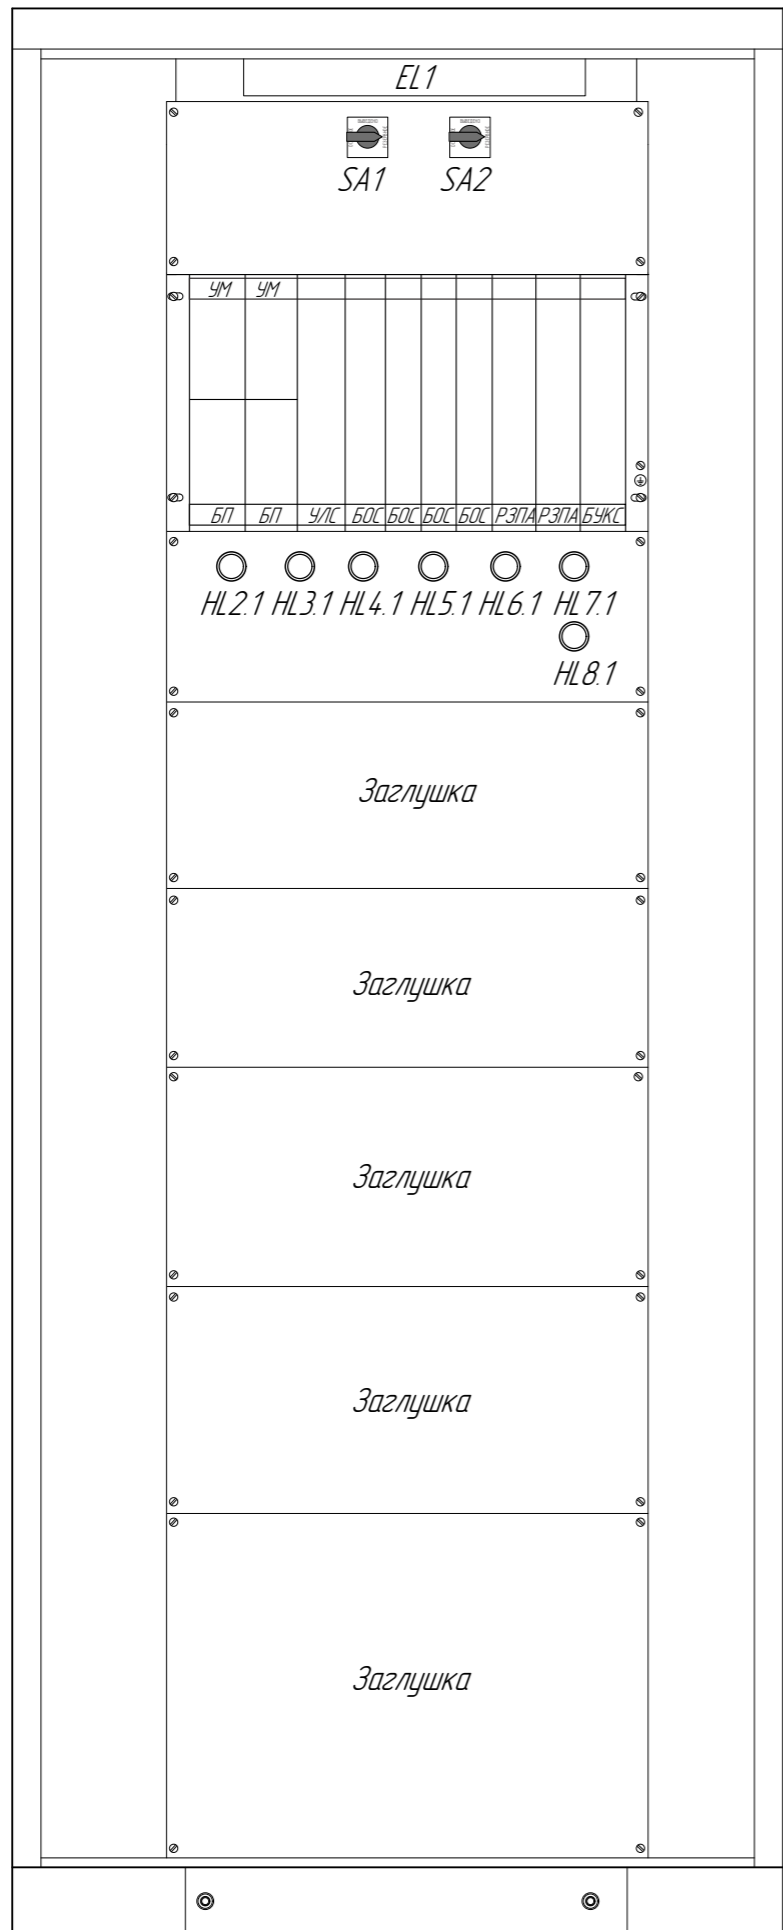 EL1
SA1 SA2
УМ УМ
БП БП УЛС БОС БОС БОС БОС РЗПА РЗПА БУКС
HL2.1 HL3.1 HL4.1 HL5.1 HL6.1 HL7.1
HL8.1
Заглушка
Заглушка
Заглушка
Заглушка
Заглушка